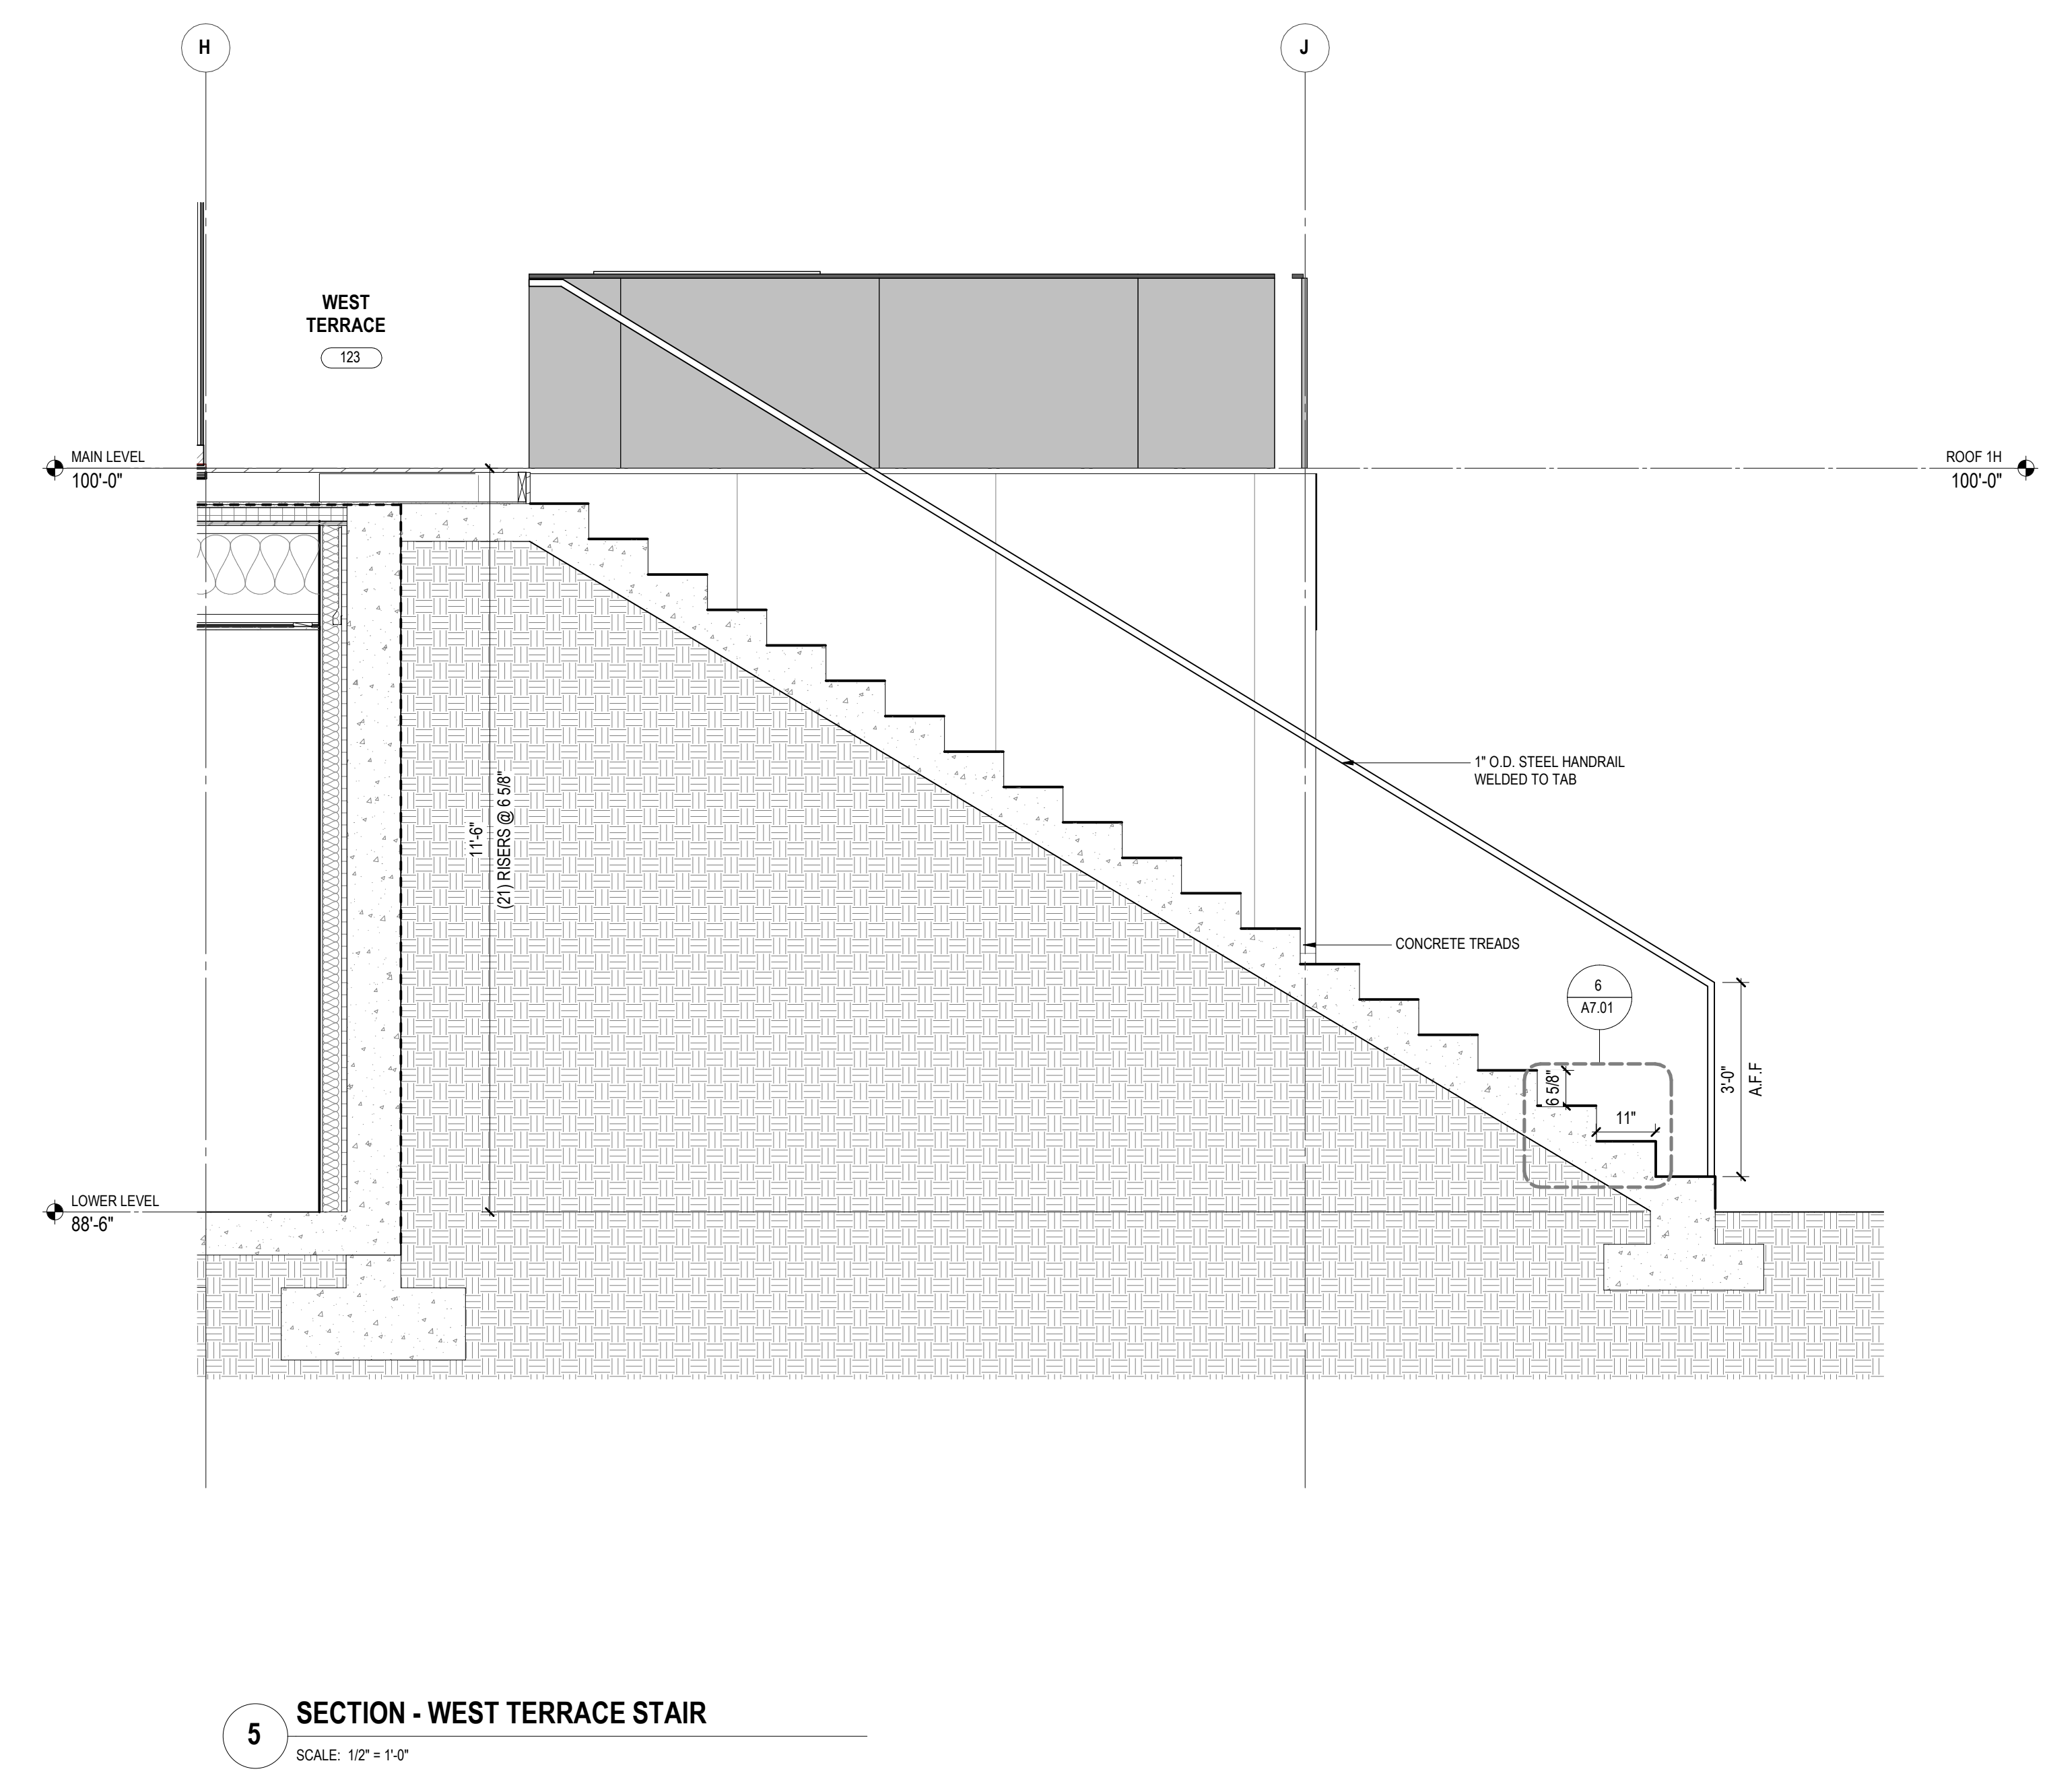 H
J
WEST
TERRACE
123
MAIN LEVEL
100'-0"
ROOF 1H
100'-0"
11'-6"
(21) RISERS @ 6 5/8"
1" O.D. STEEL HANDRAIL
WELDED TO TAB
CONCRETE TREADS
6
A7.01
6 5/8"
11"
3'-0"
A.F.F
LOWER LEVEL
88'-6"
5
SECTION - WEST TERRACE STAIR
SCALE: 1/2" = 1'-0"